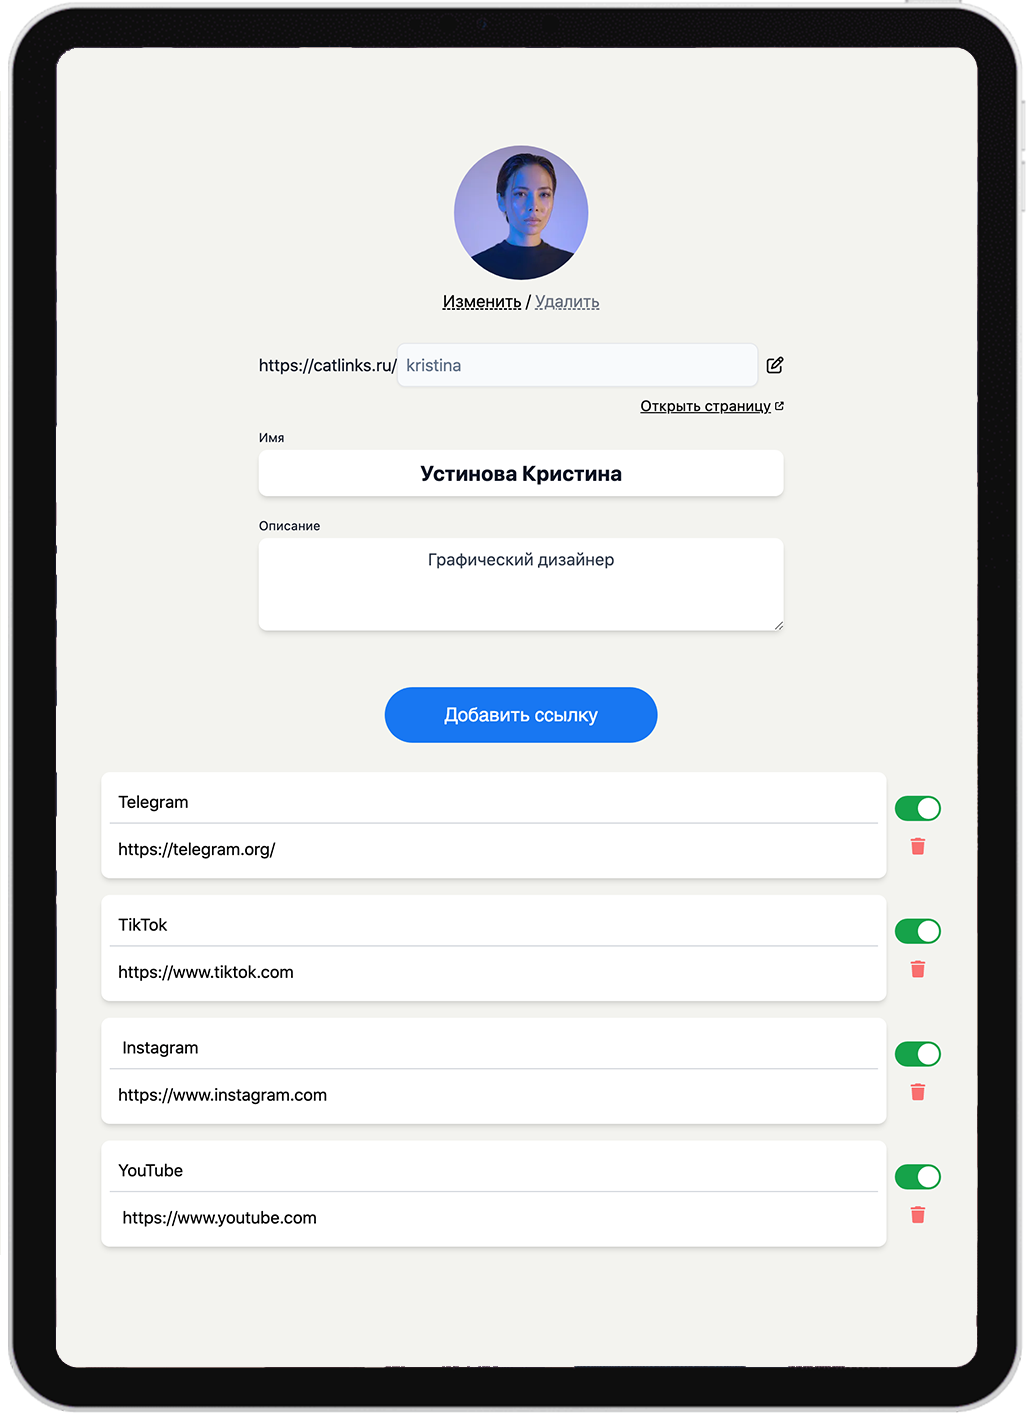 Изменить / Удалить
https://catlinks.ru/ kristina
Открыть страницу
Имя
Устинова Кристина
Описание
Графический дизайнер
Добавить ссылку
Telegram
https://telegram.org/
TikTok
https://www.tiktok.com
Instagram
https://www.instagram.com
YouTube
https://www.youtube.com